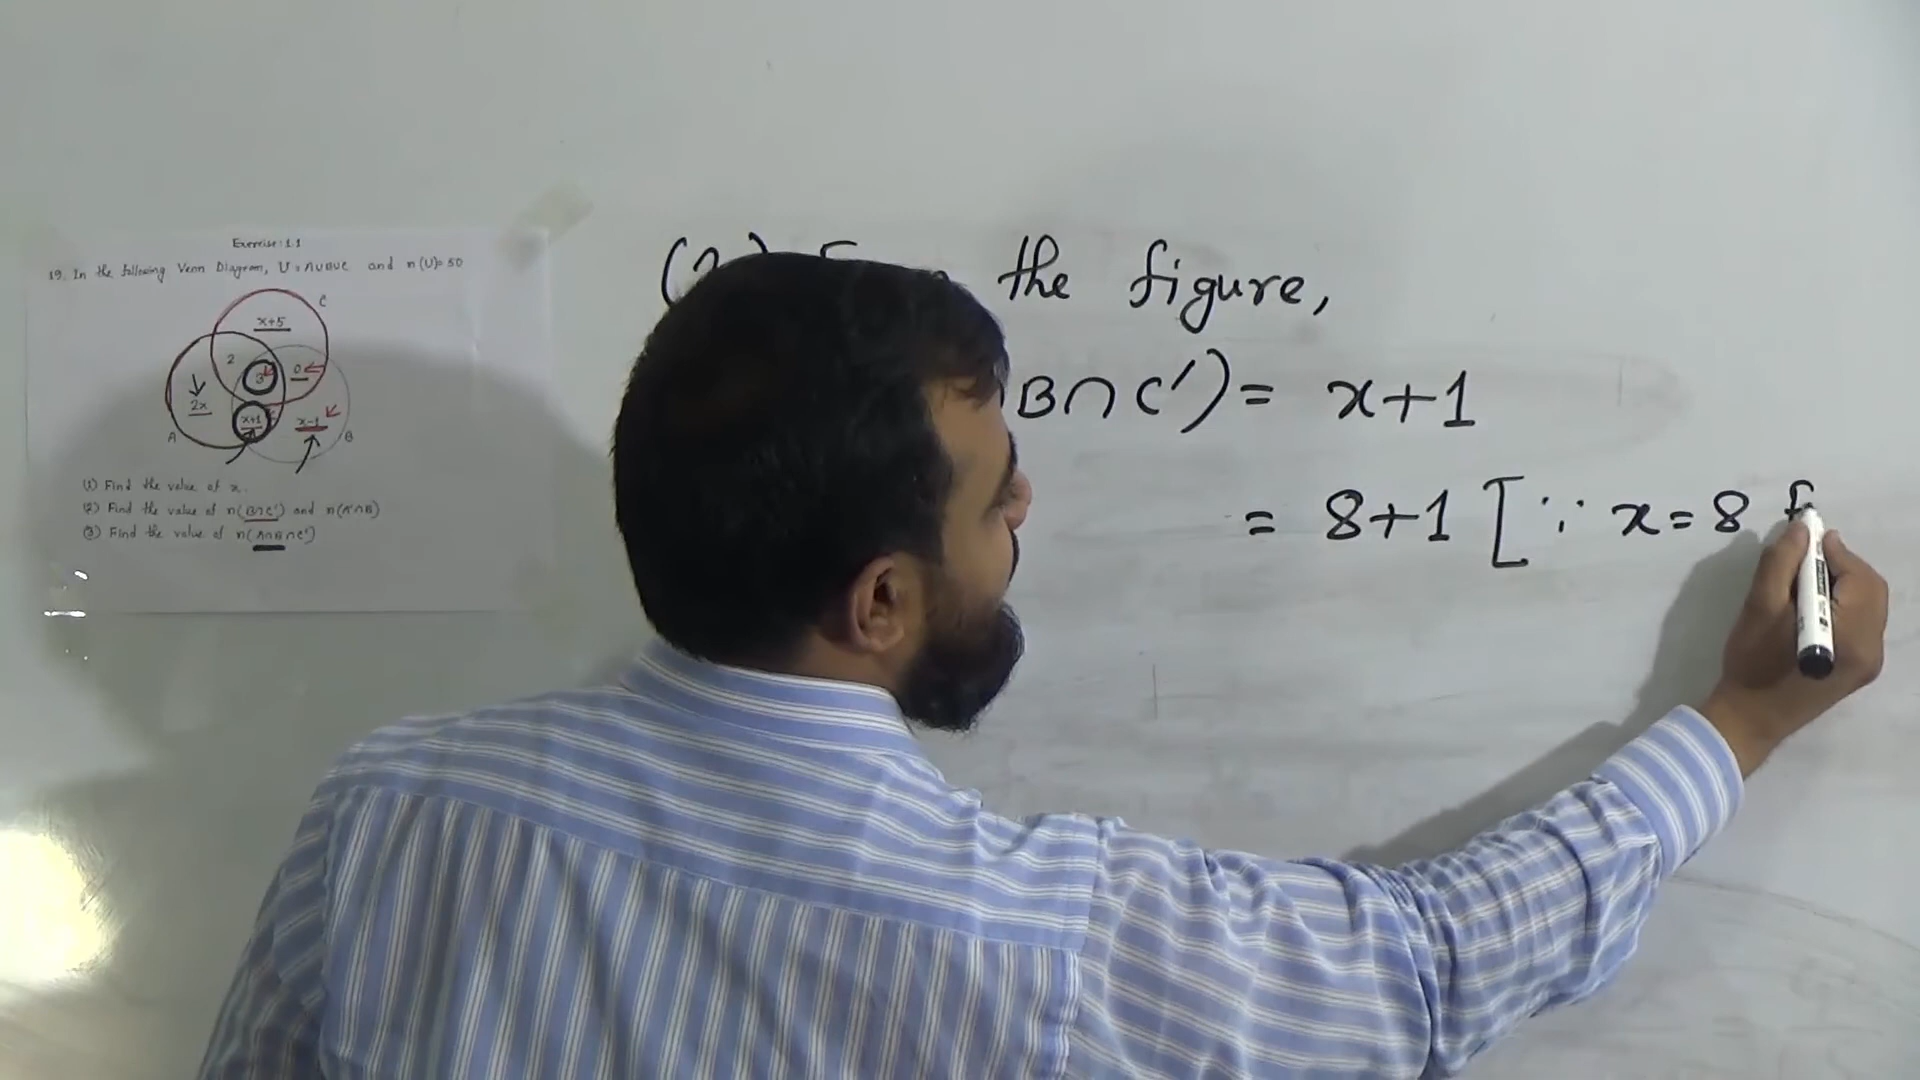 Exercise: 1.1
19. In the following Venn Diagram, U = AUBUC and n(U)= 50
C
x+5
2
3
0
2x
x+1
x-1
A
B
(1) Find the value of x.
(2) Find the value of n(B∩C') and n(A'∩B)
(3) Find the value of n(A∩B∩C')
the figure,
B∩C')= x+1
= 8+1 [∵ x=8 f